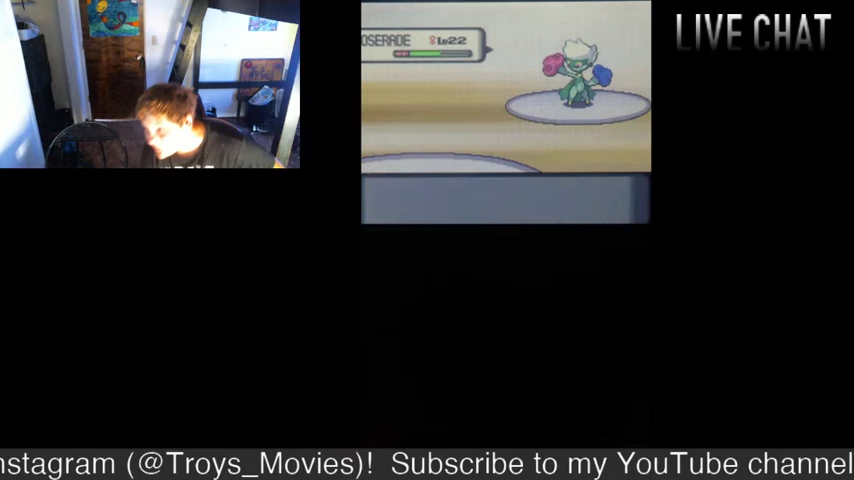 OSERADE ♀Lv22
LIVE CHAT
nstagram (@Troys_Movies)!  Subscribe to my YouTube channel